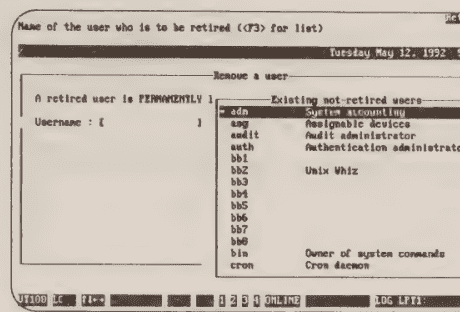 Name of the user who is to be retired (<F3> for list)
Tuesday May 12, 1992
Remove a user
A retired user is PERMANENTLY
Username : [ ]
Existing not-retired users
adm System accounting
asg Assignable devices
audit Audit administrator
auth Authentication administrato
bb1
bb2 Unix Whiz
bb3
bb4
bb5
bb6
bb7
bb8
bin Owner of system commands
cron Cron daemon
VT100 LC 1 2 3 4 ONLINE LOG LPT1: